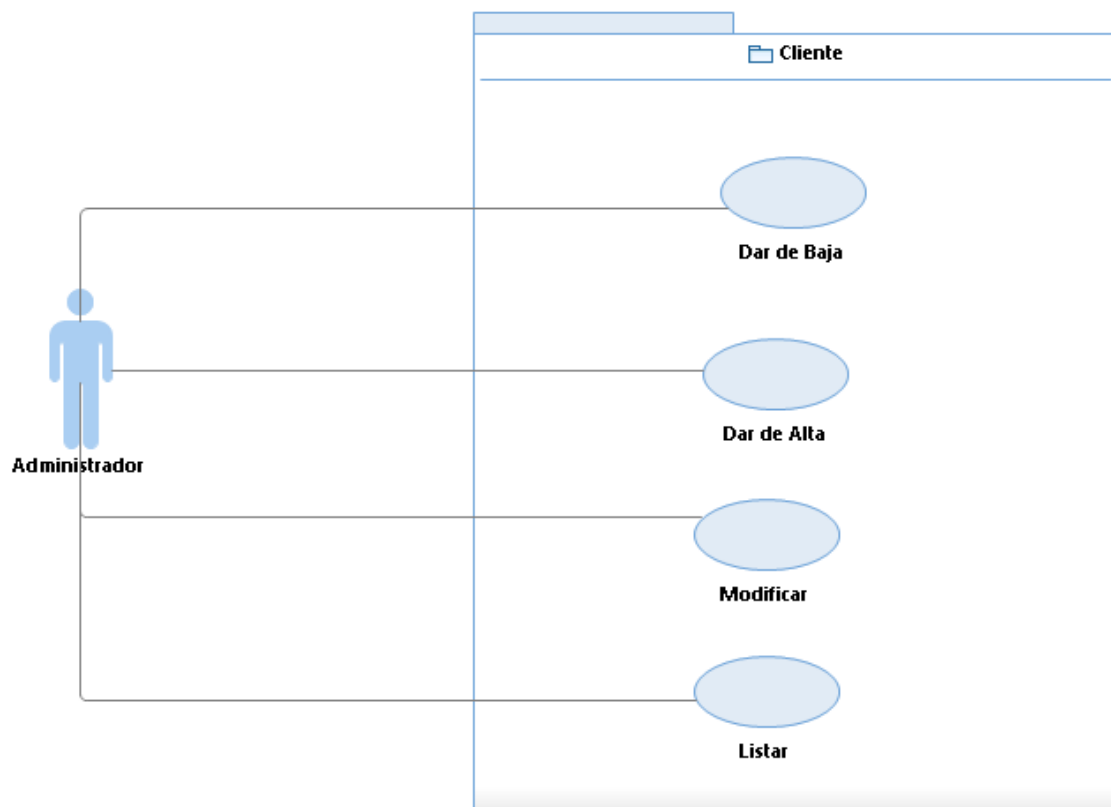 Cliente
Dar de Baja
Dar de Alta
Administrador
Modificar
Listar